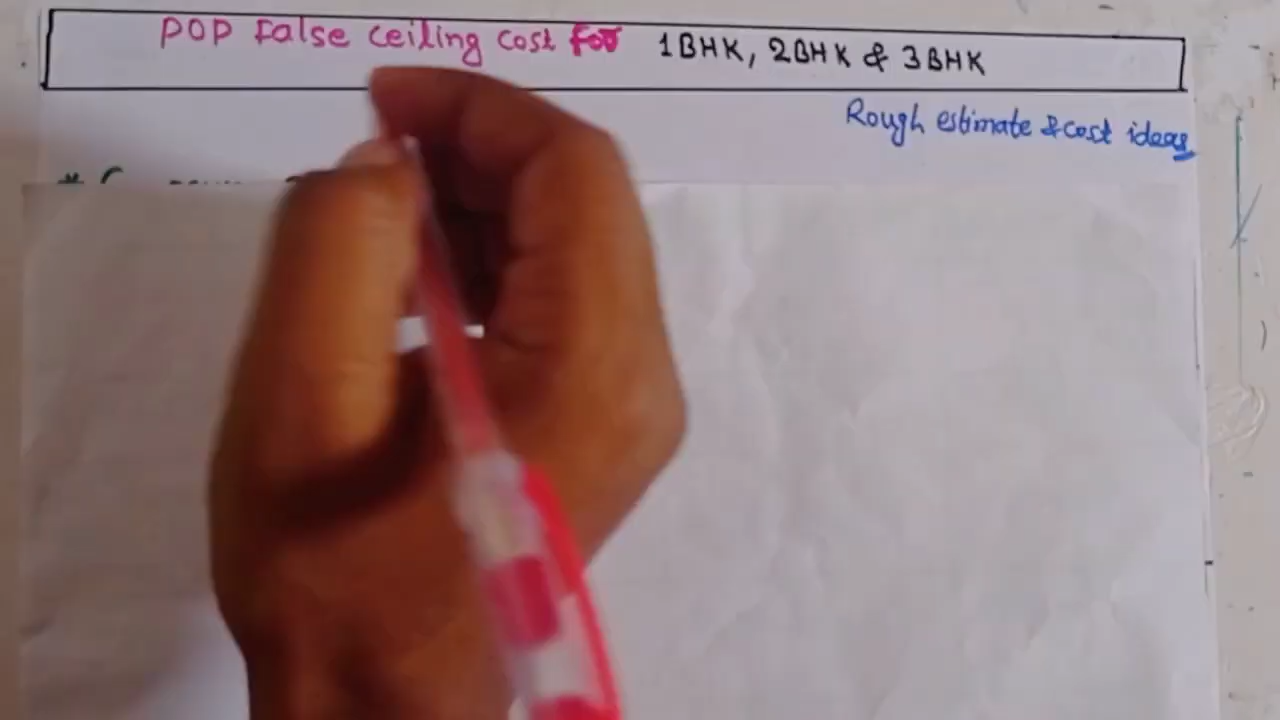 POP False Ceiling Cost For 1BHK, 2BHK & 3BHK
Rough estimate & cost ideas